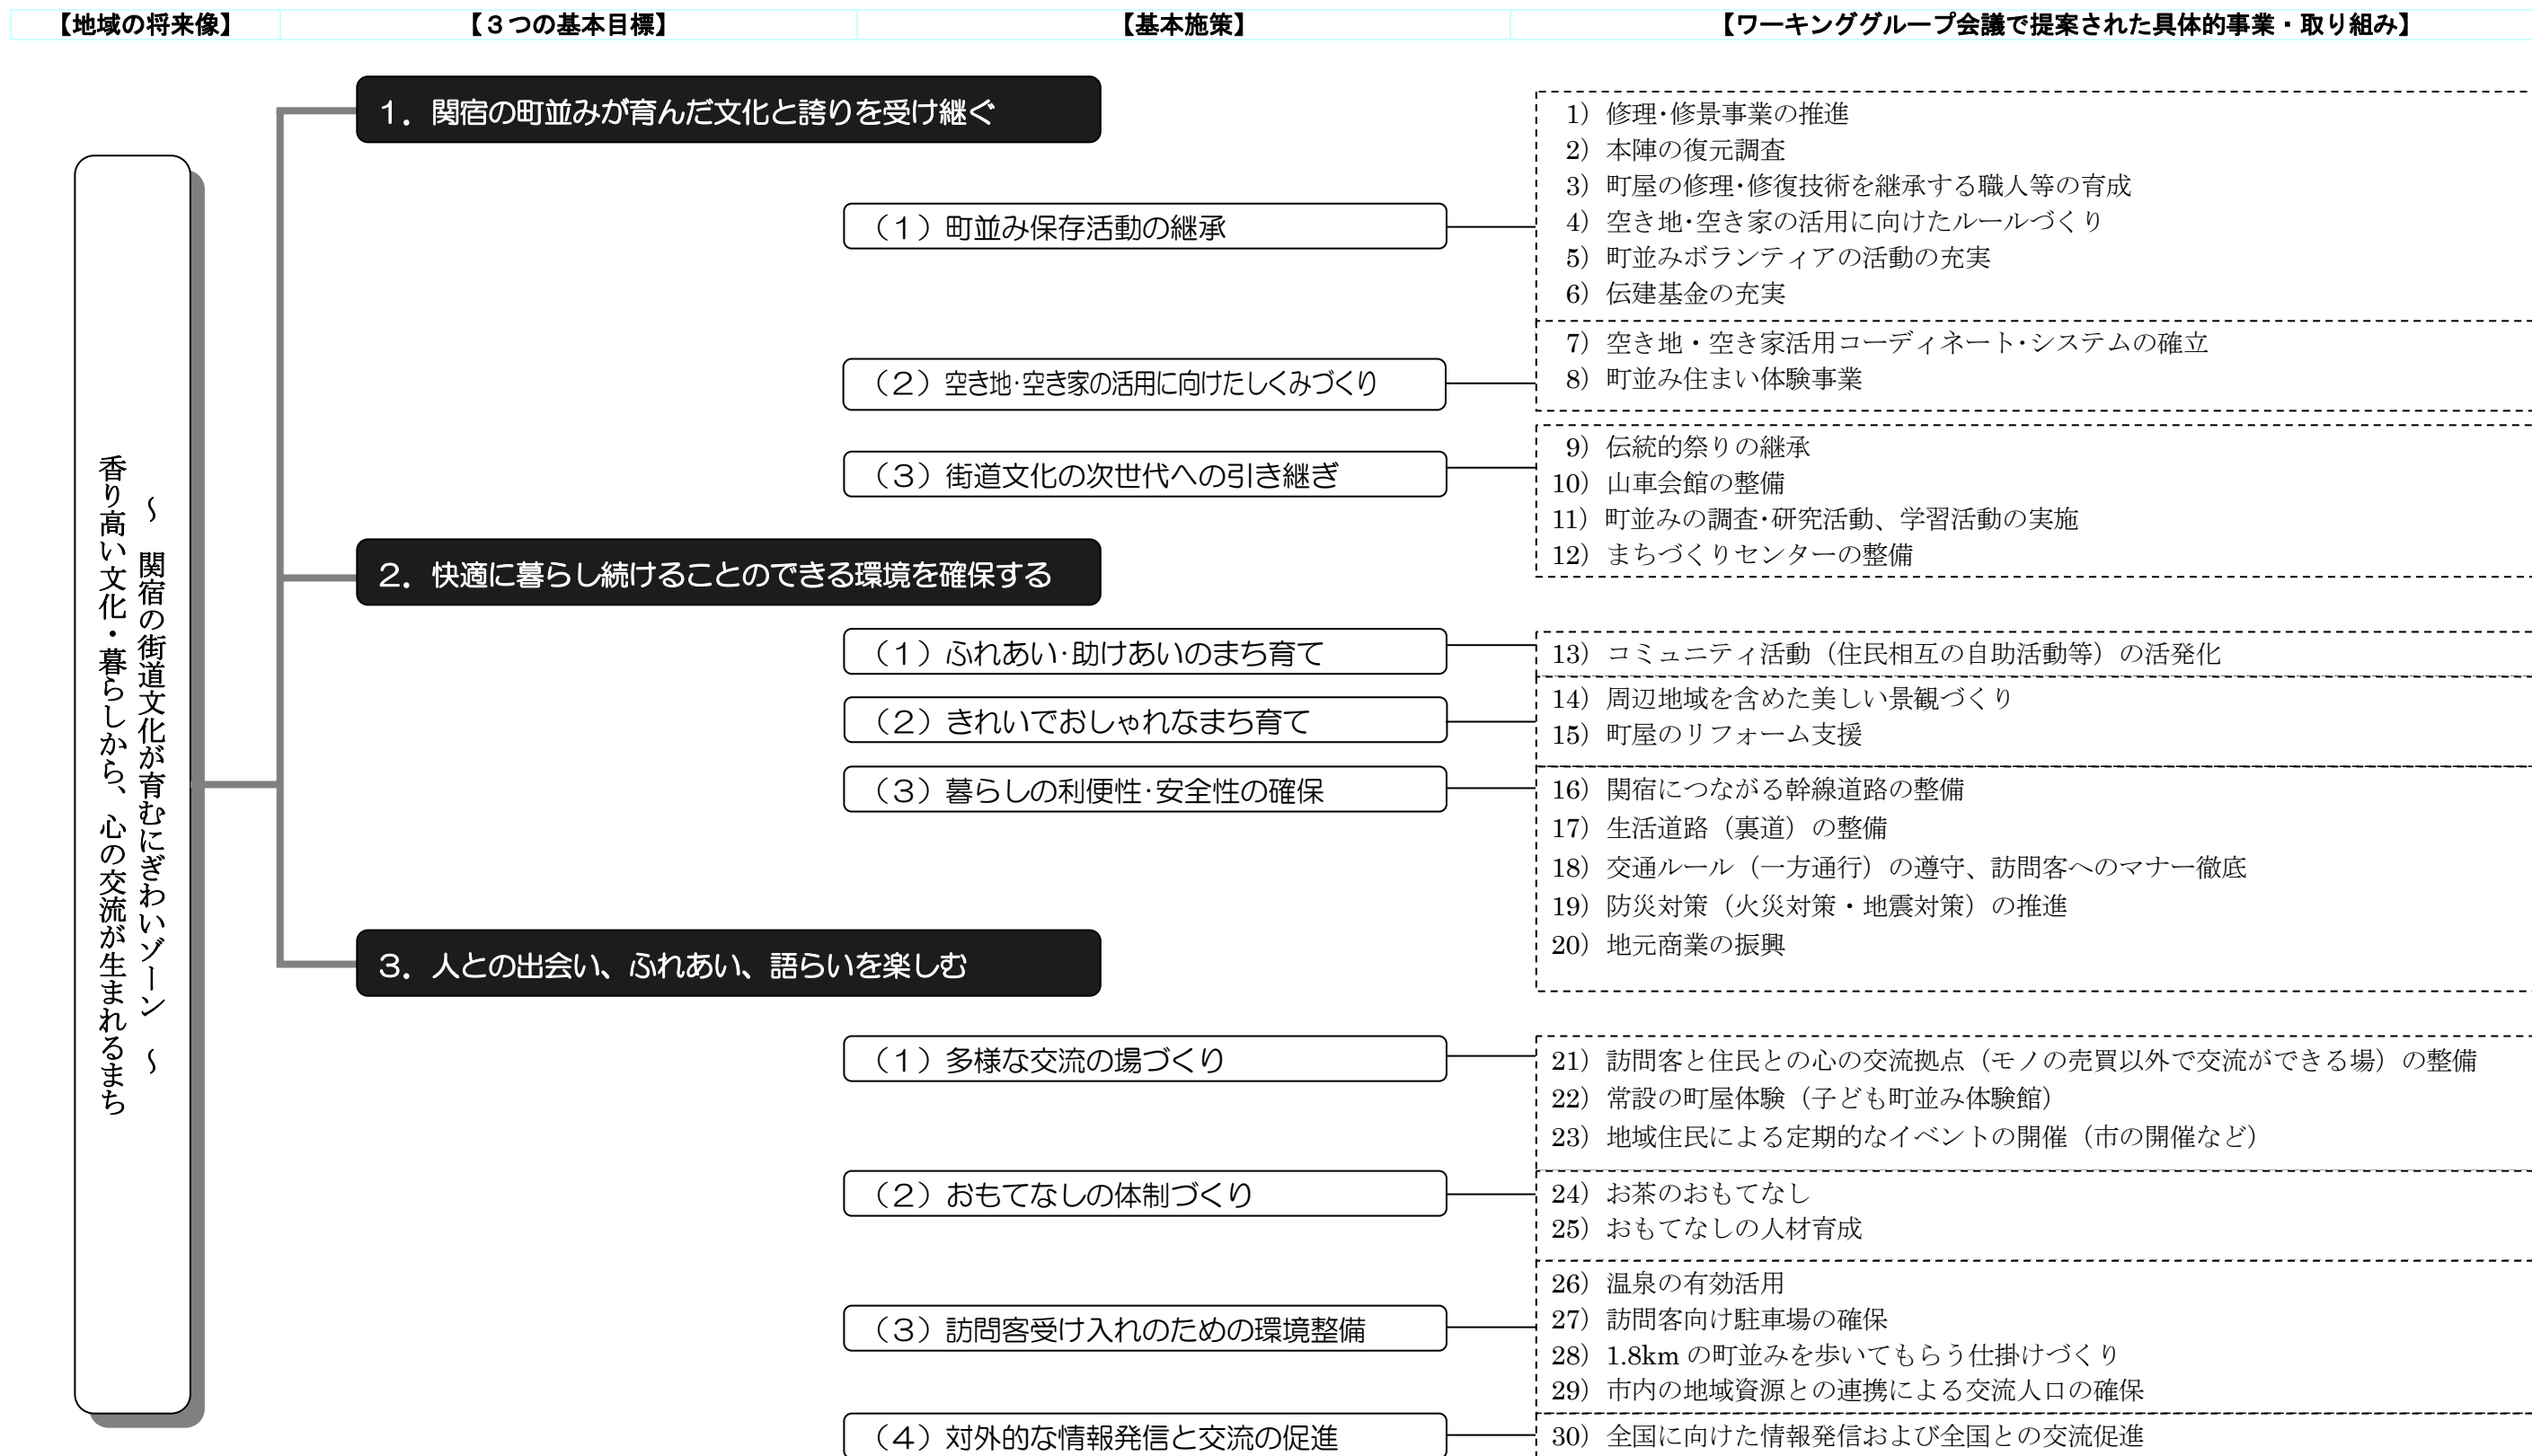 【地域の将来像】
【３つの基本目標】
【基本施策】
【ワーキンググループ会議で提案された具体的事業・取り組み】
～　関宿の街道文化が育むにぎわいゾーン　～
香り高い文化・暮らしから、心の交流が生まれるまち
１．関宿の町並みが育んだ文化と誇りを受け継ぐ
（１）町並み保存活動の継承
1）修理･修景事業の推進
2）本陣の復元調査
3）町屋の修理･修復技術を継承する職人等の育成
4）空き地･空き家の活用に向けたルールづくり
5）町並みボランティアの活動の充実
6）伝建基金の充実
（２）空き地･空き家の活用に向けたしくみづくり
7）空き地・空き家活用コーディネート･システムの確立
8）町並み住まい体験事業
（３）街道文化の次世代への引き継ぎ
9）伝統的祭りの継承
10）山車会館の整備
11）町並みの調査･研究活動、学習活動の実施
12）まちづくりセンターの整備
２．快適に暮らし続けることのできる環境を確保する
（１）ふれあい･助けあいのまち育て
13）コミュニティ活動（住民相互の自助活動等）の活発化
（２）きれいでおしゃれなまち育て
14）周辺地域を含めた美しい景観づくり
15）町屋のリフォーム支援
（３）暮らしの利便性･安全性の確保
16）関宿につながる幹線道路の整備
17）生活道路（裏道）の整備
18）交通ルール（一方通行）の遵守、訪問客へのマナー徹底
19）防災対策（火災対策・地震対策）の推進
20）地元商業の振興
３．人との出会い、ふれあい、語らいを楽しむ
（１）多様な交流の場づくり
21）訪問客と住民との心の交流拠点（モノの売買以外で交流ができる場）の整備
22）常設の町屋体験（子ども町並み体験館）
23）地域住民による定期的なイベントの開催（市の開催など）
（２）おもてなしの体制づくり
24）お茶のおもてなし
25）おもてなしの人材育成
（３）訪問客受け入れのための環境整備
26）温泉の有効活用
27）訪問客向け駐車場の確保
28）1.8km の町並みを歩いてもらう仕掛けづくり
29）市内の地域資源との連携による交流人口の確保
（４）対外的な情報発信と交流の促進
30）全国に向けた情報発信および全国との交流促進